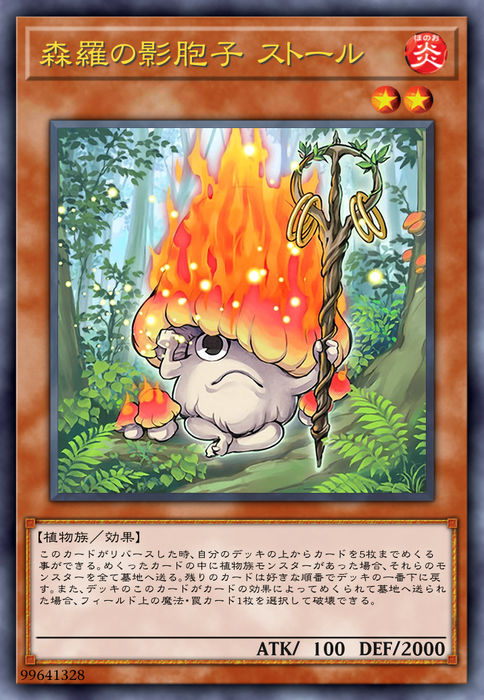 森羅の影胞子 ストール
ほのお
炎
【植物族／効果】
このカードがリバースした時、自分のデッキの上からカードを5枚までめくる
事ができる。めくったカードの中に植物族モンスターがあった場合、それらのモ
ンスターを全て墓地へ送る。残りのカードは好きな順番でデッキの一番下に戻
す。また、デッキのこのカードがカードの効果によってめくられて墓地へ送られ
た場合、フィールド上の魔法・罠カード1枚を選択して破壊できる。
ATK/ 100 DEF/2000
99641328